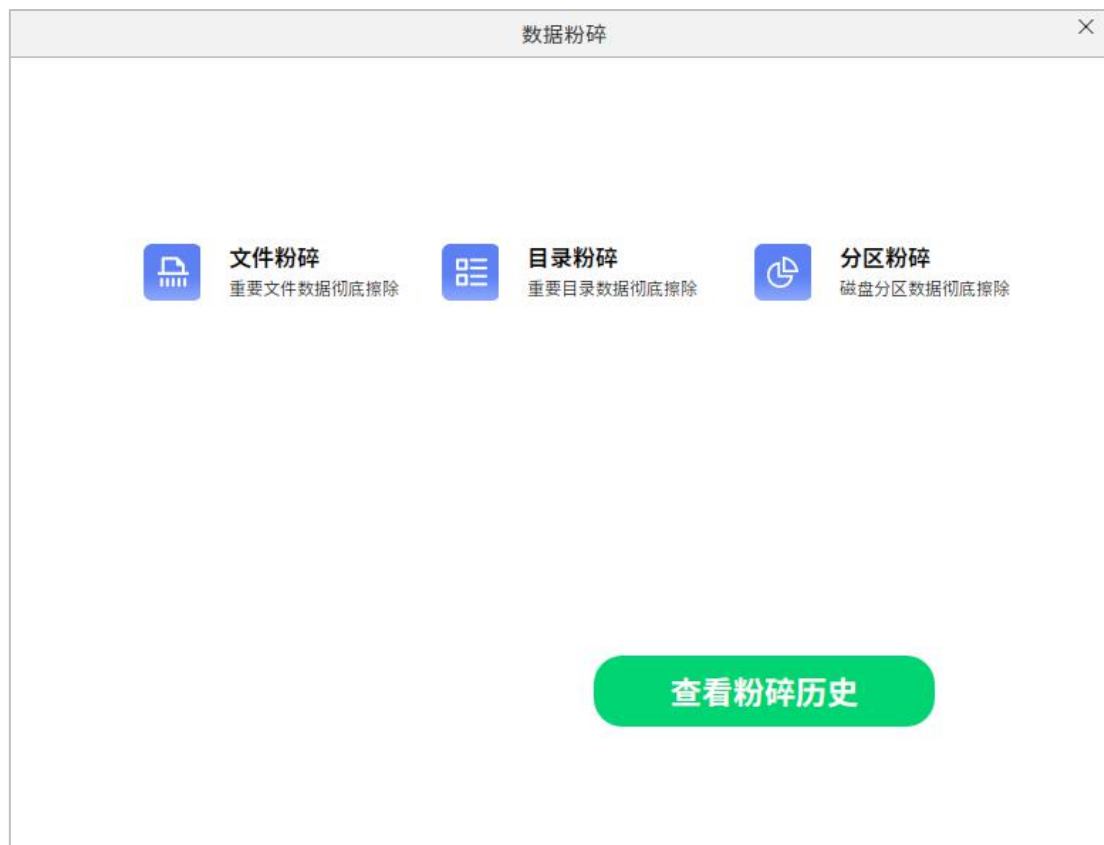 数据粉碎
文件粉碎
重要文件数据彻底擦除
目录粉碎
重要目录数据彻底擦除
分区粉碎
磁盘分区数据彻底擦除
查看粉碎历史